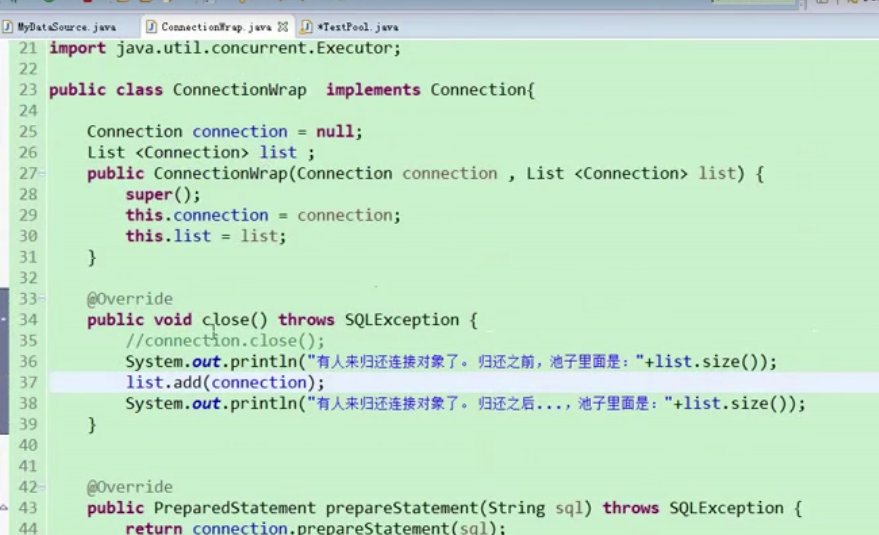 MyDataSource.java ConnectionWrap.java *TestPool.java
21 import java.util.concurrent.Executor;
22
23 public class ConnectionWrap  implements Connection{
24
25     Connection connection = null;
26     List <Connection> list ;
27     public ConnectionWrap(Connection connection , List <Connection> list) {
28         super();
29         this.connection = connection;
30         this.list = list;
31     }
32
33     @Override
34     public void close() throws SQLException {
35         //connection.close();
36         System.out.println("有人来归还连接对象了。 归还之前，池子里面是："+list.size());
37         list.add(connection);
38         System.out.println("有人来归还连接对象了。 归还之后...，池子里面是："+list.size());
39     }
40
41
42     @Override
43     public PreparedStatement prepareStatement(String sql) throws SQLException {
44         return connection.prepareStatement(sql);